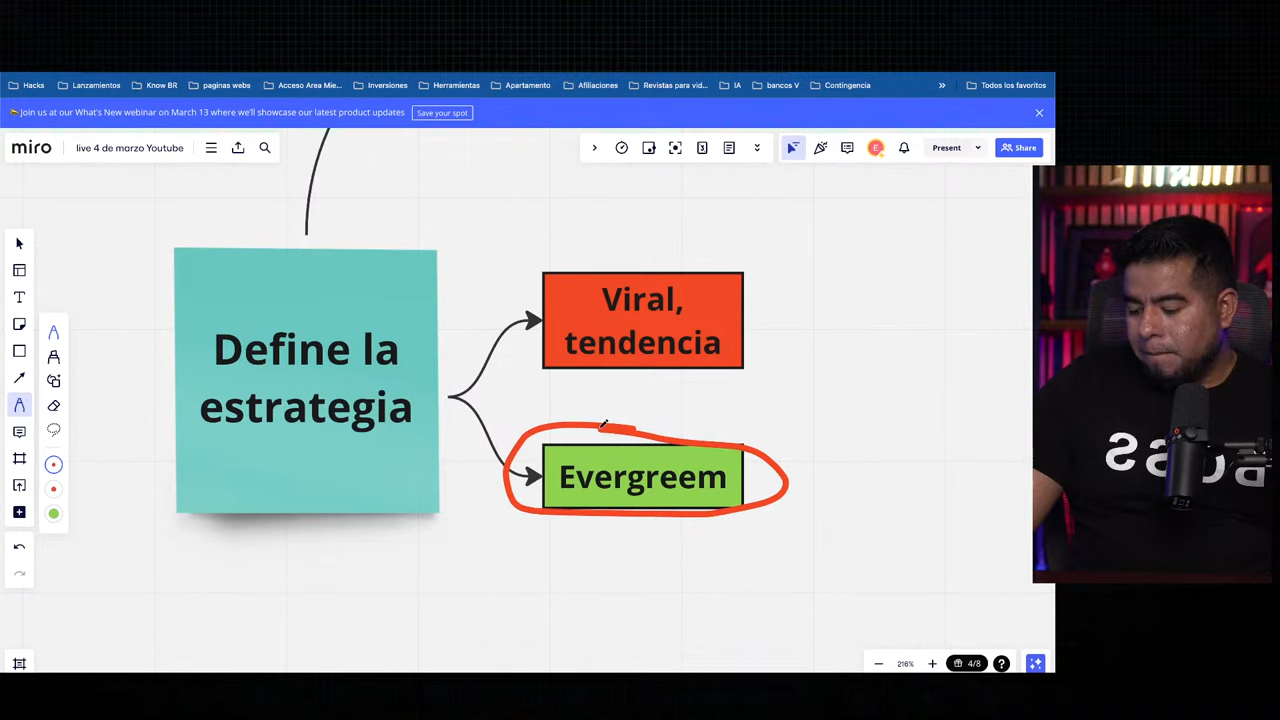 Hacks
Lanzamientos
Know BR
paginas webs
Acceso Area Mie...
Inversiones
Herramientas
Apartamento
Afiliaciones
Revistas para vid...
IA
bancos V
Contingencia
»
Todos los favoritos
Join us at our What's New webinar on March 13 where we'll showcase our latest product updates
Save your spot
miro
live 4 de marzo Youtube
3
E
Present
Share
Define la
estrategia
Viral,
tendencia
Evergreem
BOSS
216%
4/8
?